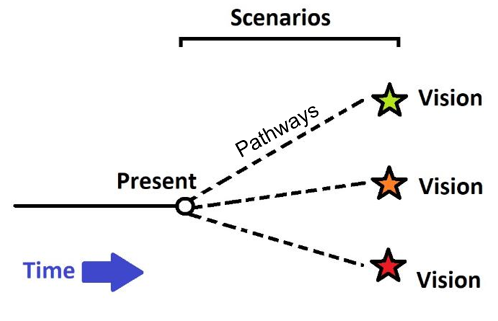 Scenarios
Vision
Pathways
Present
Vision
Time
Vision